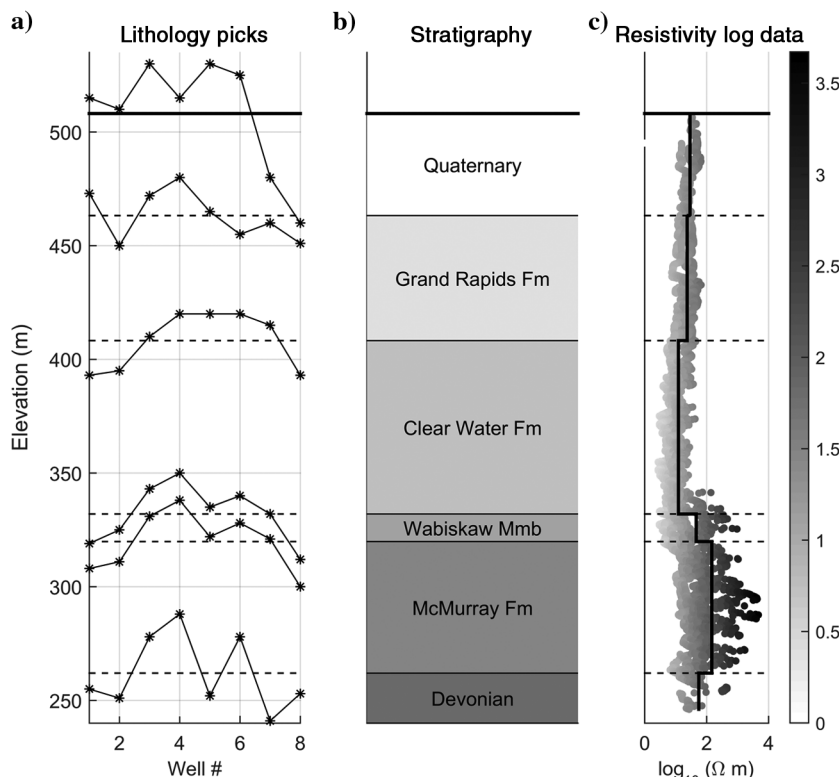 a)
Lithology picks
b)
Stratigraphy
c)
Resistivity log data
500
450
400
350
300
250
Elevation (m)
2
4
6
8
Well #
Quaternary
Grand Rapids Fm
Clear Water Fm
Wabiskaw Mmb
McMurray Fm
Devonian
0
2
4
log10 (Ω m)
3.5
3
2.5
2
1.5
1
0.5
0